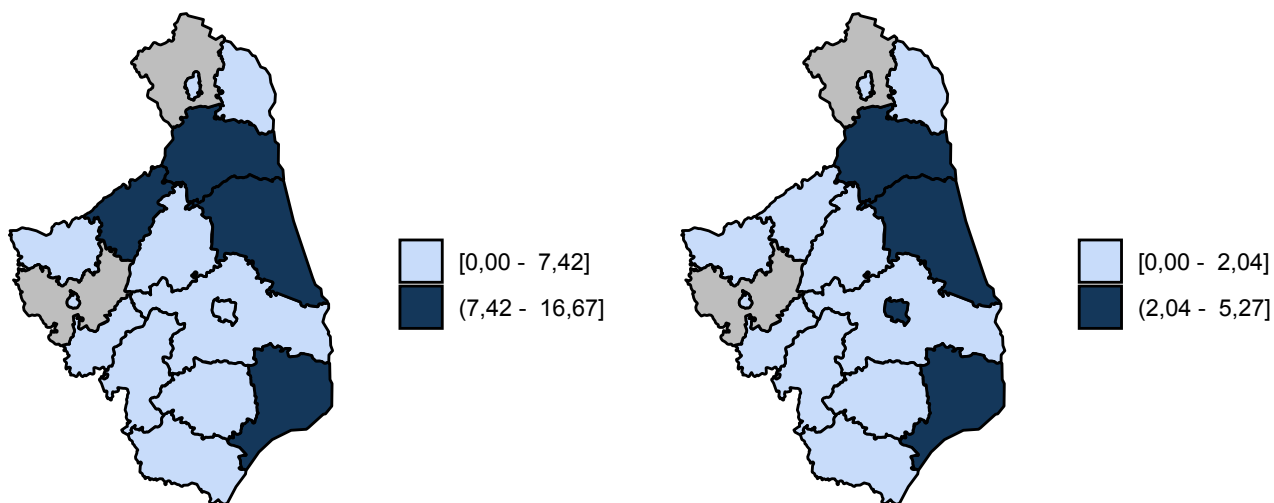 [0,00 - 7,42]
(7,42 - 16,67]
[0,00 - 2,04]
(2,04 - 5,27]